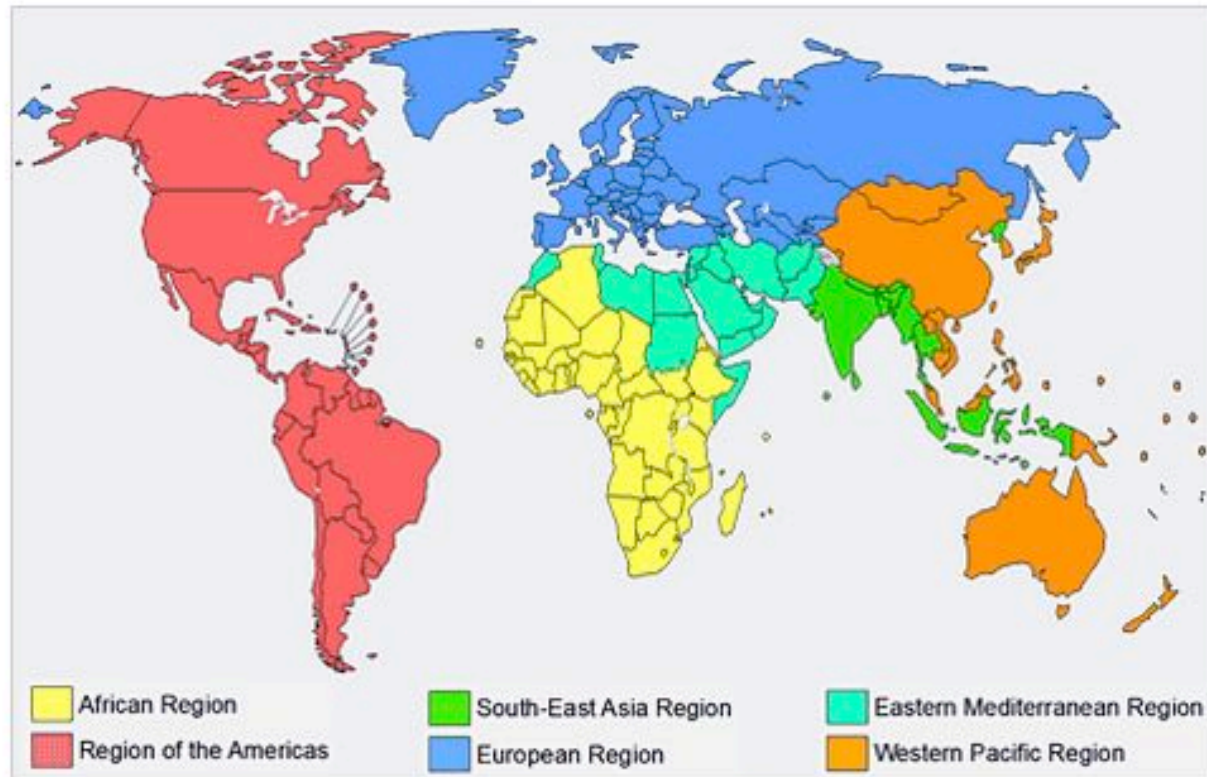 African Region
South-East Asia Region
Eastern Mediterranean Region
Region of the Americas
European Region
Western Pacific Region